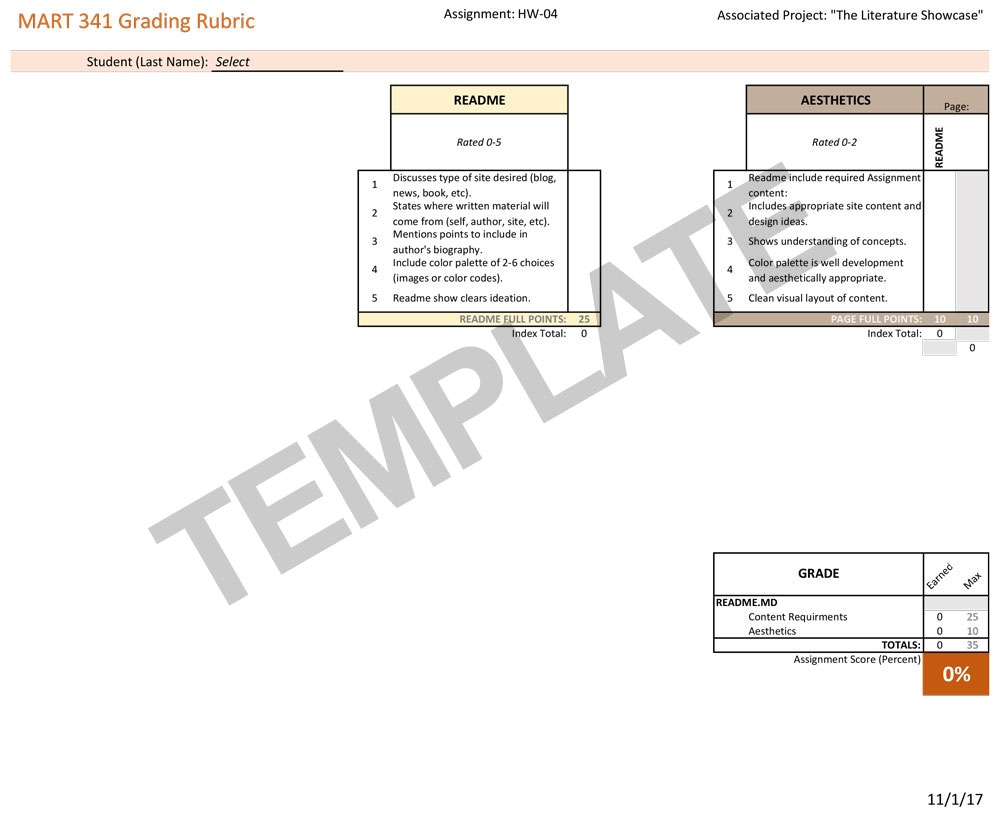 MART 341 Grading Rubric
Assignment: HW-04
Associated Project: "The Literature Showcase"
Student (Last Name): Select
README
Rated 0-5
1 Discusses type of site desired (blog,
news, book, etc).
2 States where written material will
come from (self, author, site, etc).
3 Mentions points to include in
author's biography.
4 Include color palette of 2-6 choices
(images or color codes).
5 Readme show clears ideation.
README FULL POINTS: 25
Index Total: 0
AESTHETICS
Page:
Rated 0-2
README
1 Readme include required Assignment
content:
2 Includes appropriate site content and
design ideas.
3 Shows understanding of concepts.
4 Color palette is well development
and aesthetically appropriate.
5 Clean visual layout of content.
PAGE FULL POINTS: 10 10
Index Total: 0
0
TEMPLATE
GRADE Earned Max
README.MD
Content Requirments 0 25
Aesthetics 0 10
TOTALS: 0 35
Assignment Score (Percent)
0%
11/1/17